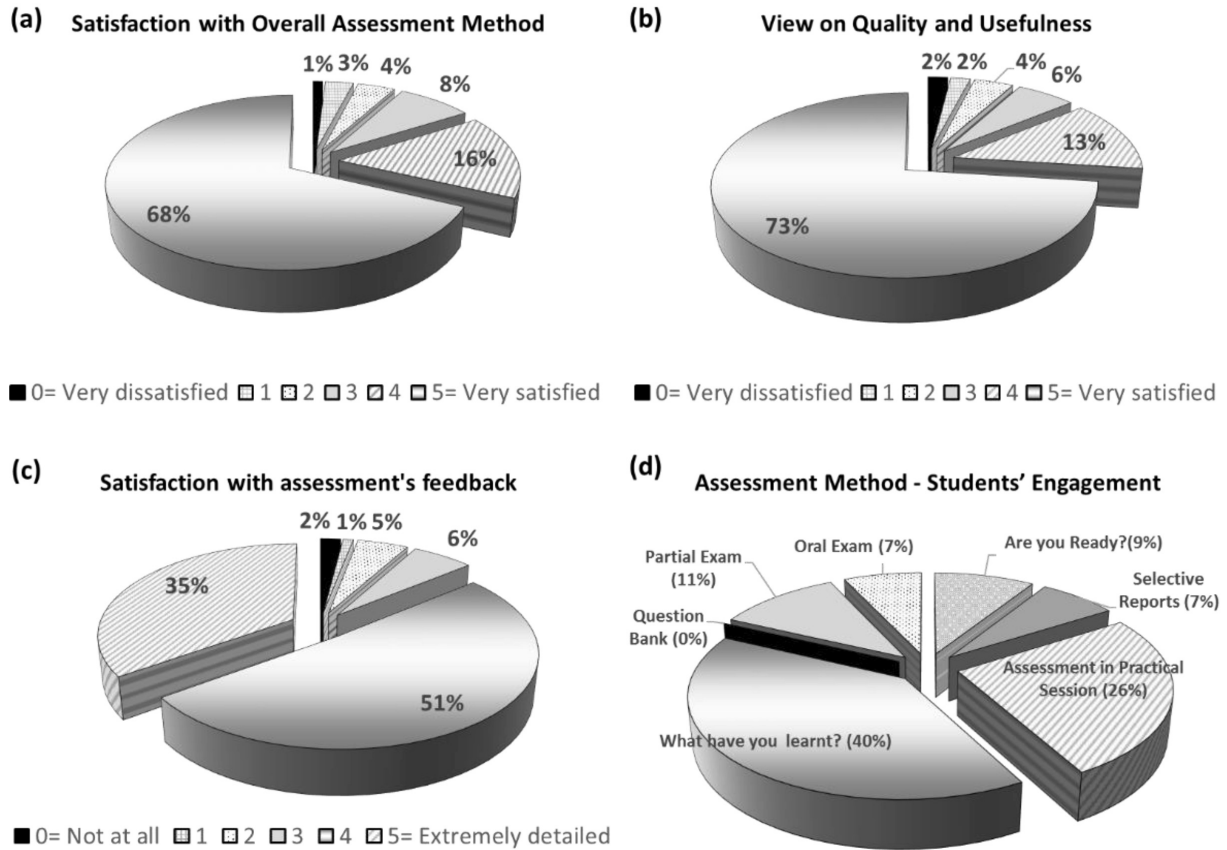 (a)
Satisfaction with Overall Assessment Method
1% 3% 4%
8%
16%
68%
0= Very dissatisfied 1 2 3 4 5= Very satisfied
(b)
View on Quality and Usefulness
2% 2% 4%
6%
13%
73%
0= Very dissatisfied 1 2 3 4 5= Very satisfied
(c)
Satisfaction with assessment's feedback
2% 1% 5%
6%
35%
51%
0= Not at all 1 2 3 4 5= Extremely detailed
(d)
Assessment Method - Students’ Engagement
Partial Exam
(11%)
Oral Exam (7%)
Are you Ready?(9%)
Selective
Reports (7%)
Question
Bank (0%)
Assessment in Practical
Session (26%)
What have you learnt? (40%)